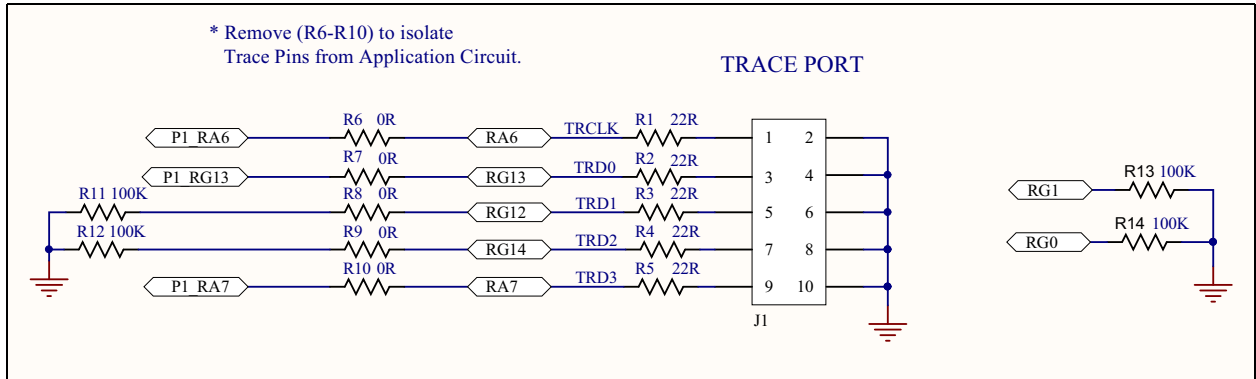 * Remove (R6-R10) to isolate
Trace Pins from Application Circuit.
TRACE PORT
P1_RA6 R6 0R RA6 TRCLK R1 22R 1 2
P1_RG13 R7 0R RG13 TRD0 R2 22R 3 4
R11 100K R8 0R RG12 TRD1 R3 22R 5 6
R12 100K R9 0R RG14 TRD2 R4 22R 7 8
P1_RA7 R10 0R RA7 TRD3 R5 22R 9 10
J1
RG1 R13 100K
RG0 R14 100K